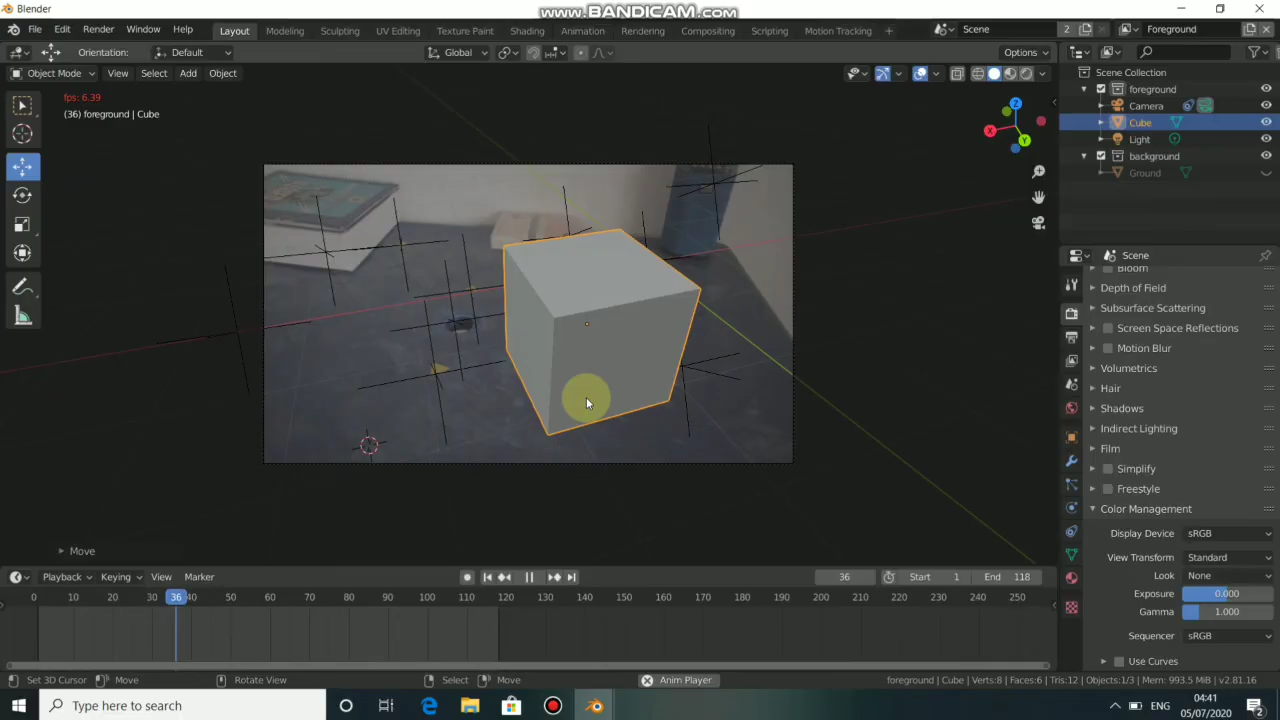 Blender
www.BANDICAM.com
File Edit Render Window Help
Layout Modeling Sculpting UV Editing Texture Paint Shading Animation Rendering Compositing Scripting Motion Tracking +
Scene 2 Foreground
Orientation: Default Global Options
Object Mode View Select Add Object
fps: 6.39
(36) foreground | Cube
Z
X
Y
Move
Scene Collection
foreground
Camera
Cube
Light
background
Ground
Scene
Bloom
Depth of Field
Subsurface Scattering
Screen Space Reflections
Motion Blur
Volumetrics
Hair
Shadows
Indirect Lighting
Film
Simplify
Freestyle
Color Management
Display Device sRGB
View Transform Standard
Look None
Exposure 0.000
Gamma 1.000
Sequencer sRGB
Use Curves
Playback Keying View Marker 36 Start 1 End 118
0 10 20 30 36 40 50 60 70 80 90 100 110 120 130 140 150 160 170 180 190 200 210 220 230 240 250
Set 3D Cursor Move Rotate View Select Move Anim Player foreground | Cube | Verts:8 | Faces:6 | Tris:12 | Objects:1/3 | Mem: 993.5 MiB | v2.81.16
Type here to search
ENG
04:41
05/07/2020
2